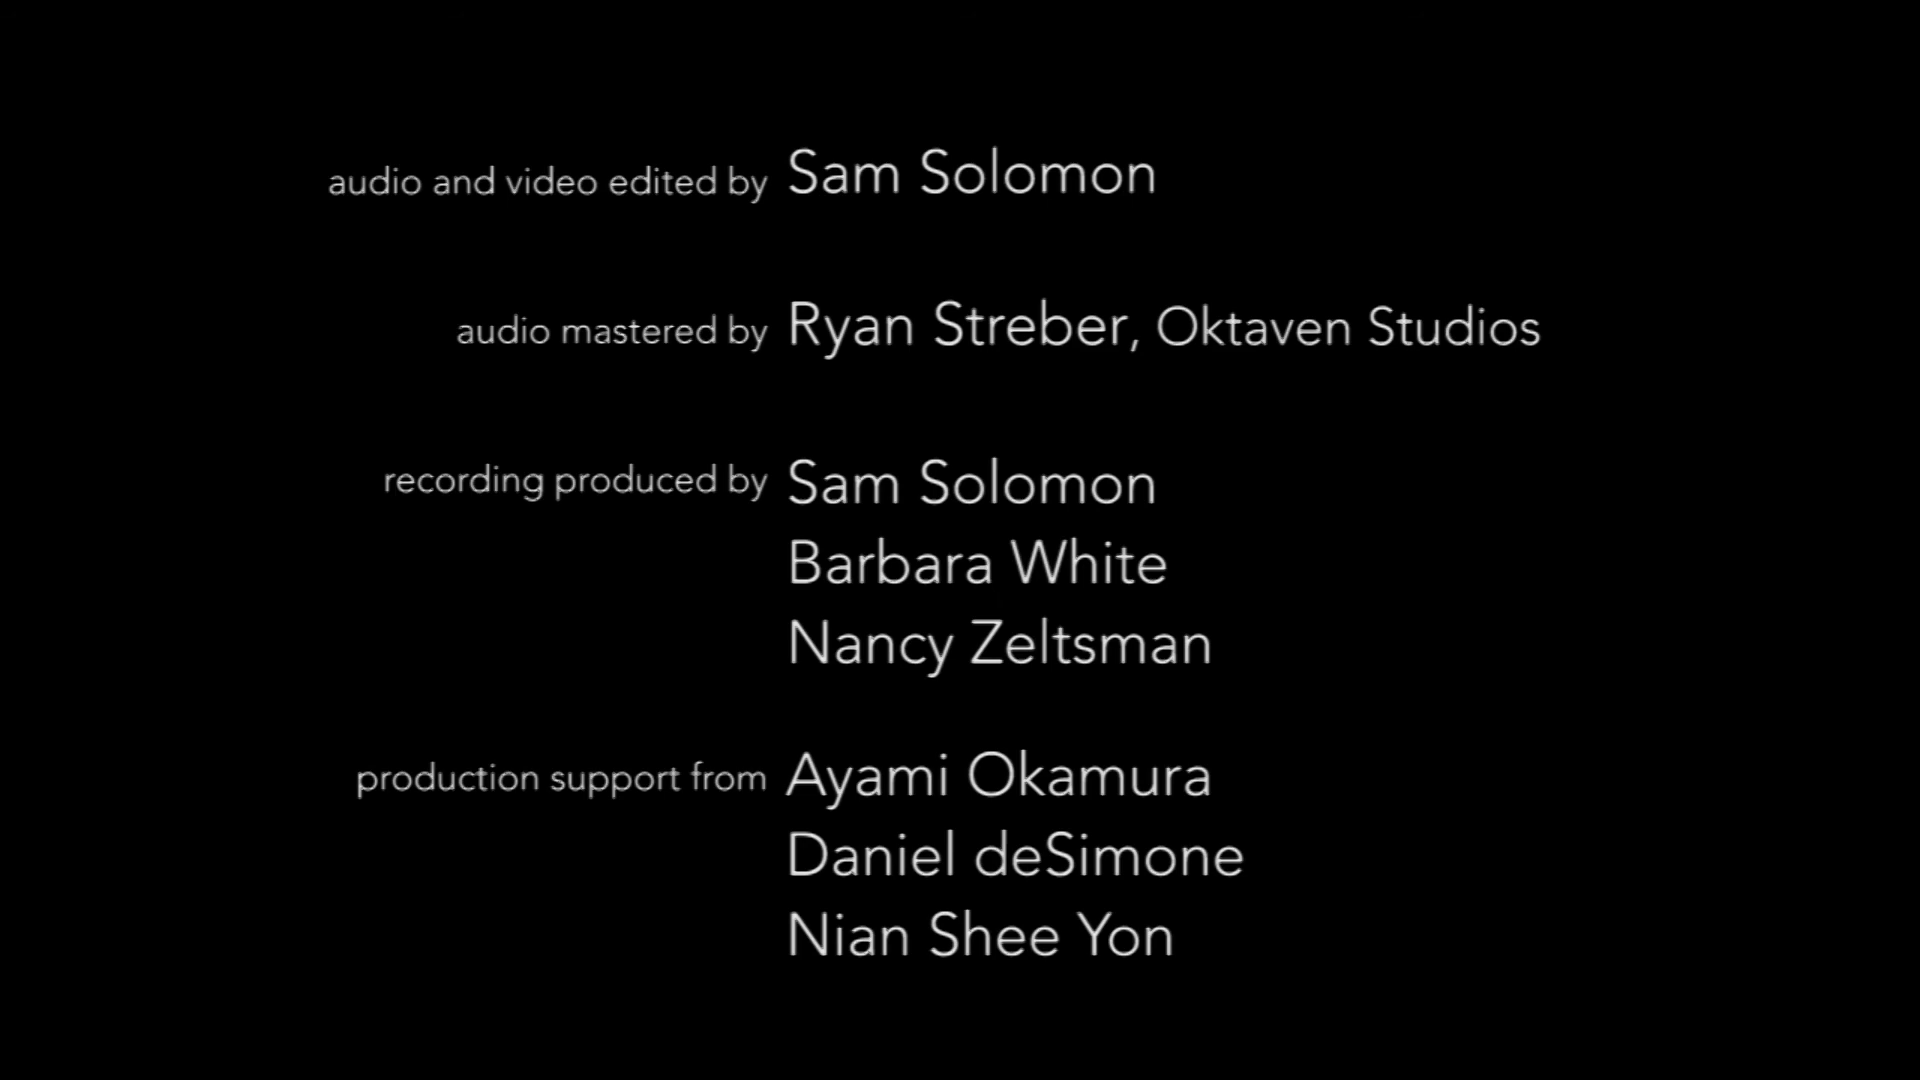 audio and video edited by Sam Solomon
audio mastered by Ryan Streber, Oktaven Studios
recording produced by Sam Solomon
Barbara White
Nancy Zeltsman
production support from Ayami Okamura
Daniel deSimone
Nian Shee Yon